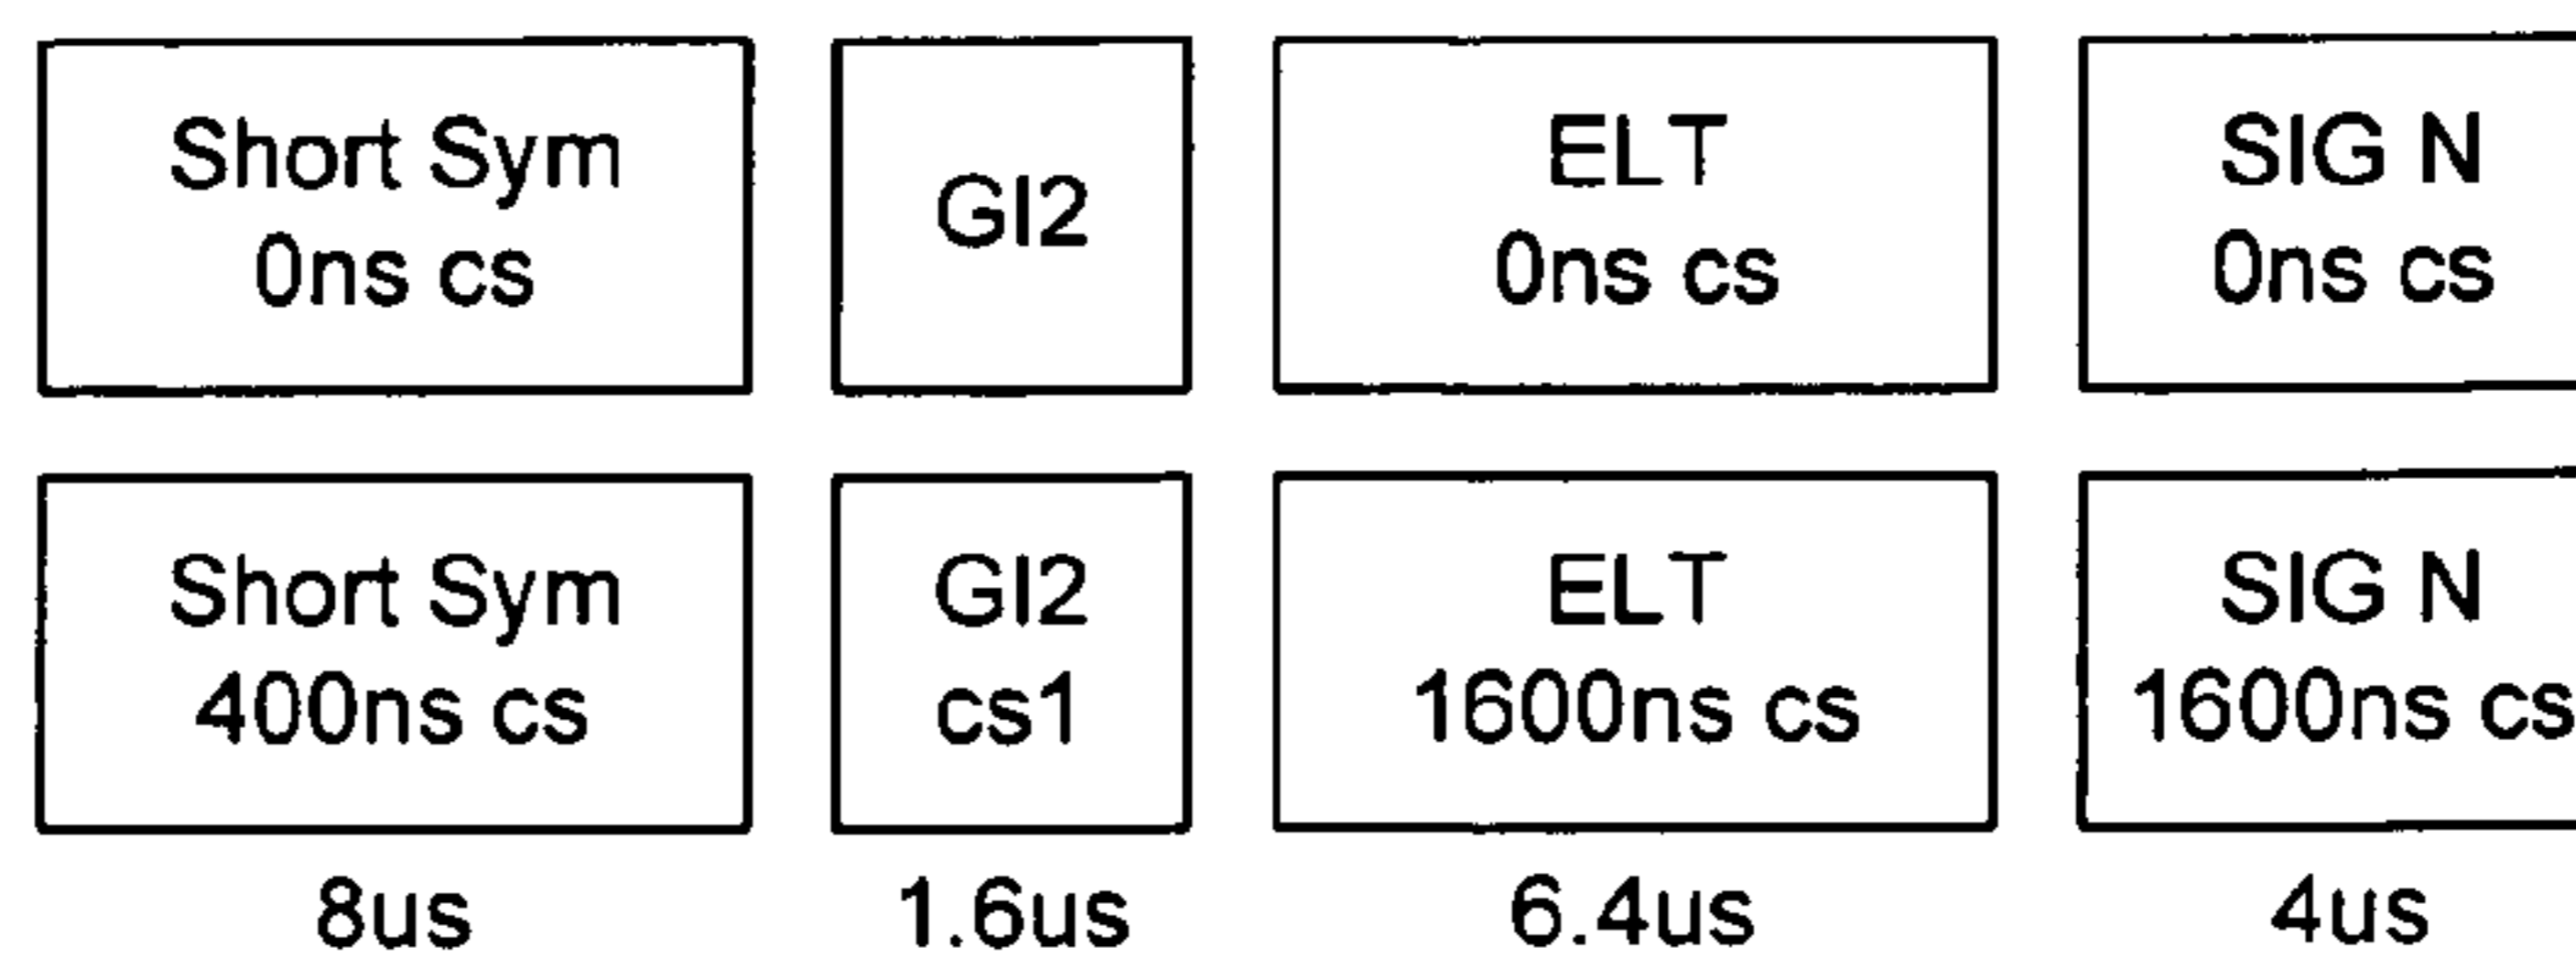 Short Sym
0ns cs
GI2
ELT
0ns cs
SIG N
0ns cs
Short Sym
400ns cs
GI2
cs1
ELT
1600ns cs
SIG N
1600ns cs
8us
1.6us
6.4us
4us